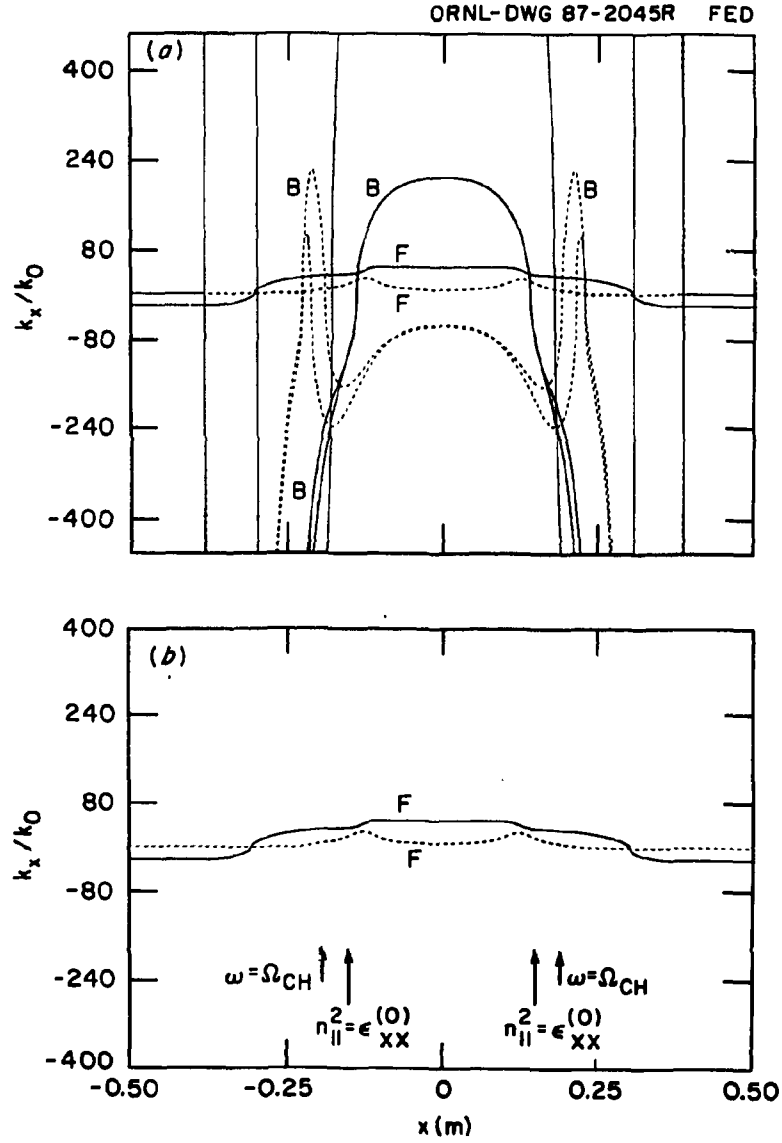 ORNL-DWG 87-2045R FED
(a)
400
240
80
-80
-240
-400
k_x/k_0
B
B
B
F
F
B
(b)
400
240
80
-80
-240
-400
k_x/k_0
F
F
ω=Ω_CH
n_||^2=ϵ_XX^(0)
n_||^2=ϵ_XX^(0)
ω=Ω_CH
-0.50
-0.25
0
0.25
0.50
x (m)